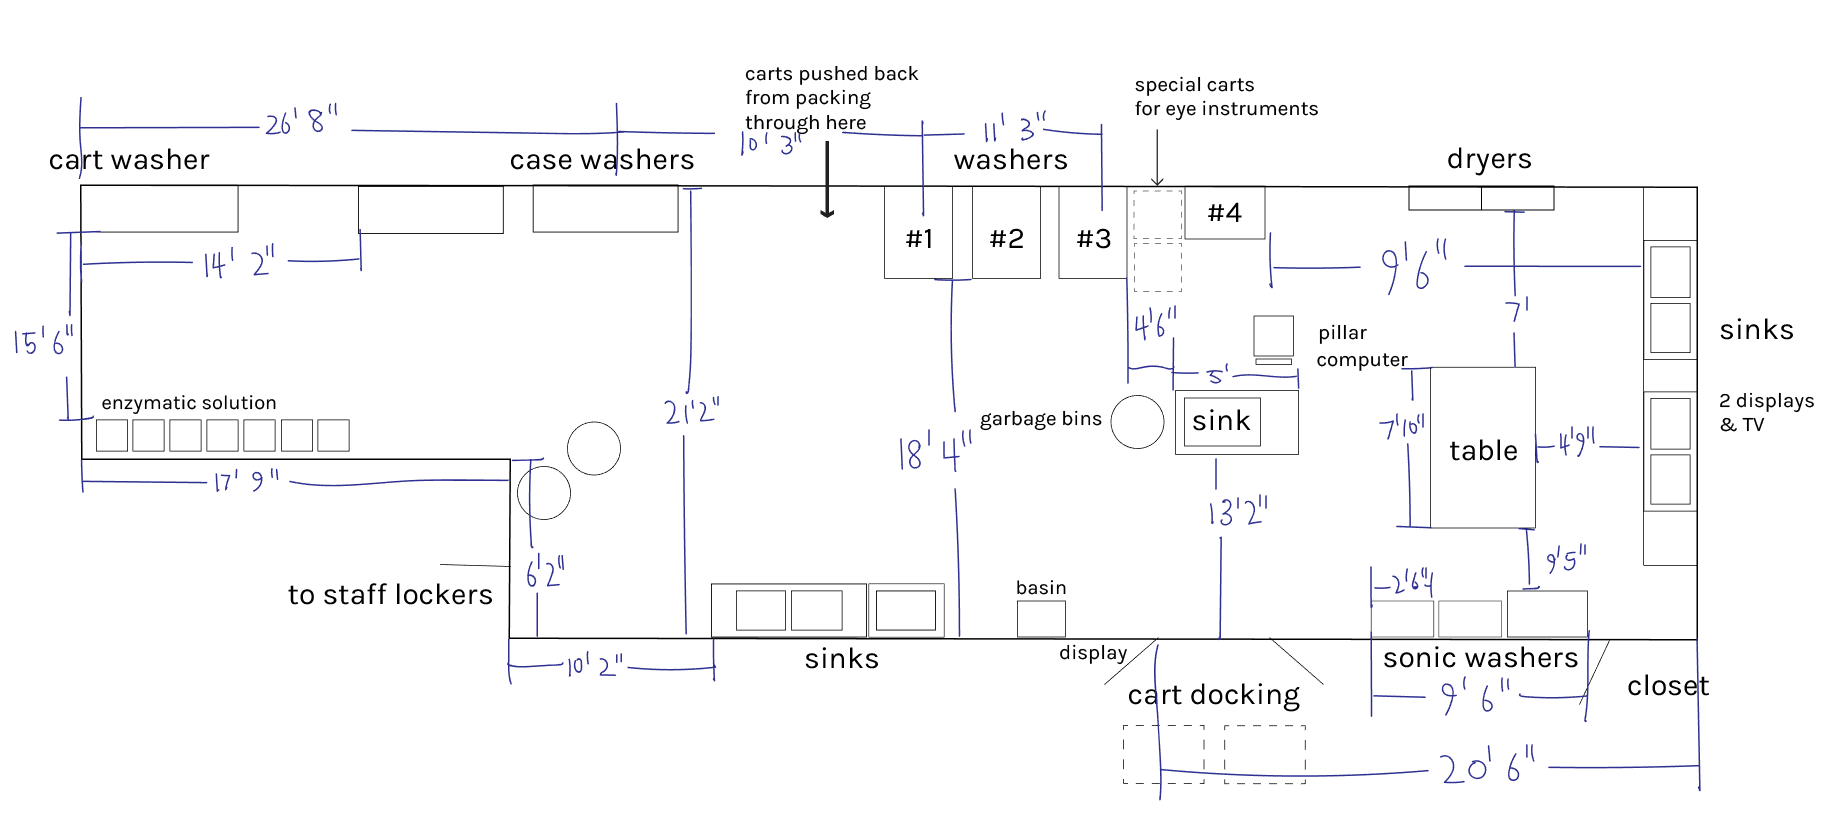 carts pushed back
from packing
through here
special carts
for eye instruments
26' 8"
10' 3"
11' 3"
cart washer
case washers
washers
dryers
#1
#2
#3
#4
14' 2"
9'6"
15'6"
4'6"
7'
pillar
computer
sinks
5'
enzymatic solution
21'2"
garbage bins
sink
7'10"
2 displays
& TV
18' 4"
table
4'9"
17' 9"
13'2"
6'2"
9'5"
to staff lockers
basin
2'6"
10' 2"
sinks
display
sonic washers
cart docking
9' 6"
closet
20' 6"